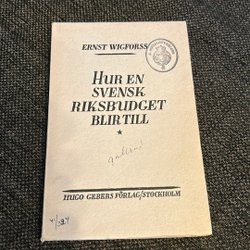 ERNST WIGFORSS
HUR EN
SVENSK
RIKSBUDGET
BLIR TILL
HUGO GEBERS FÖRLAG/STOCKHOLM